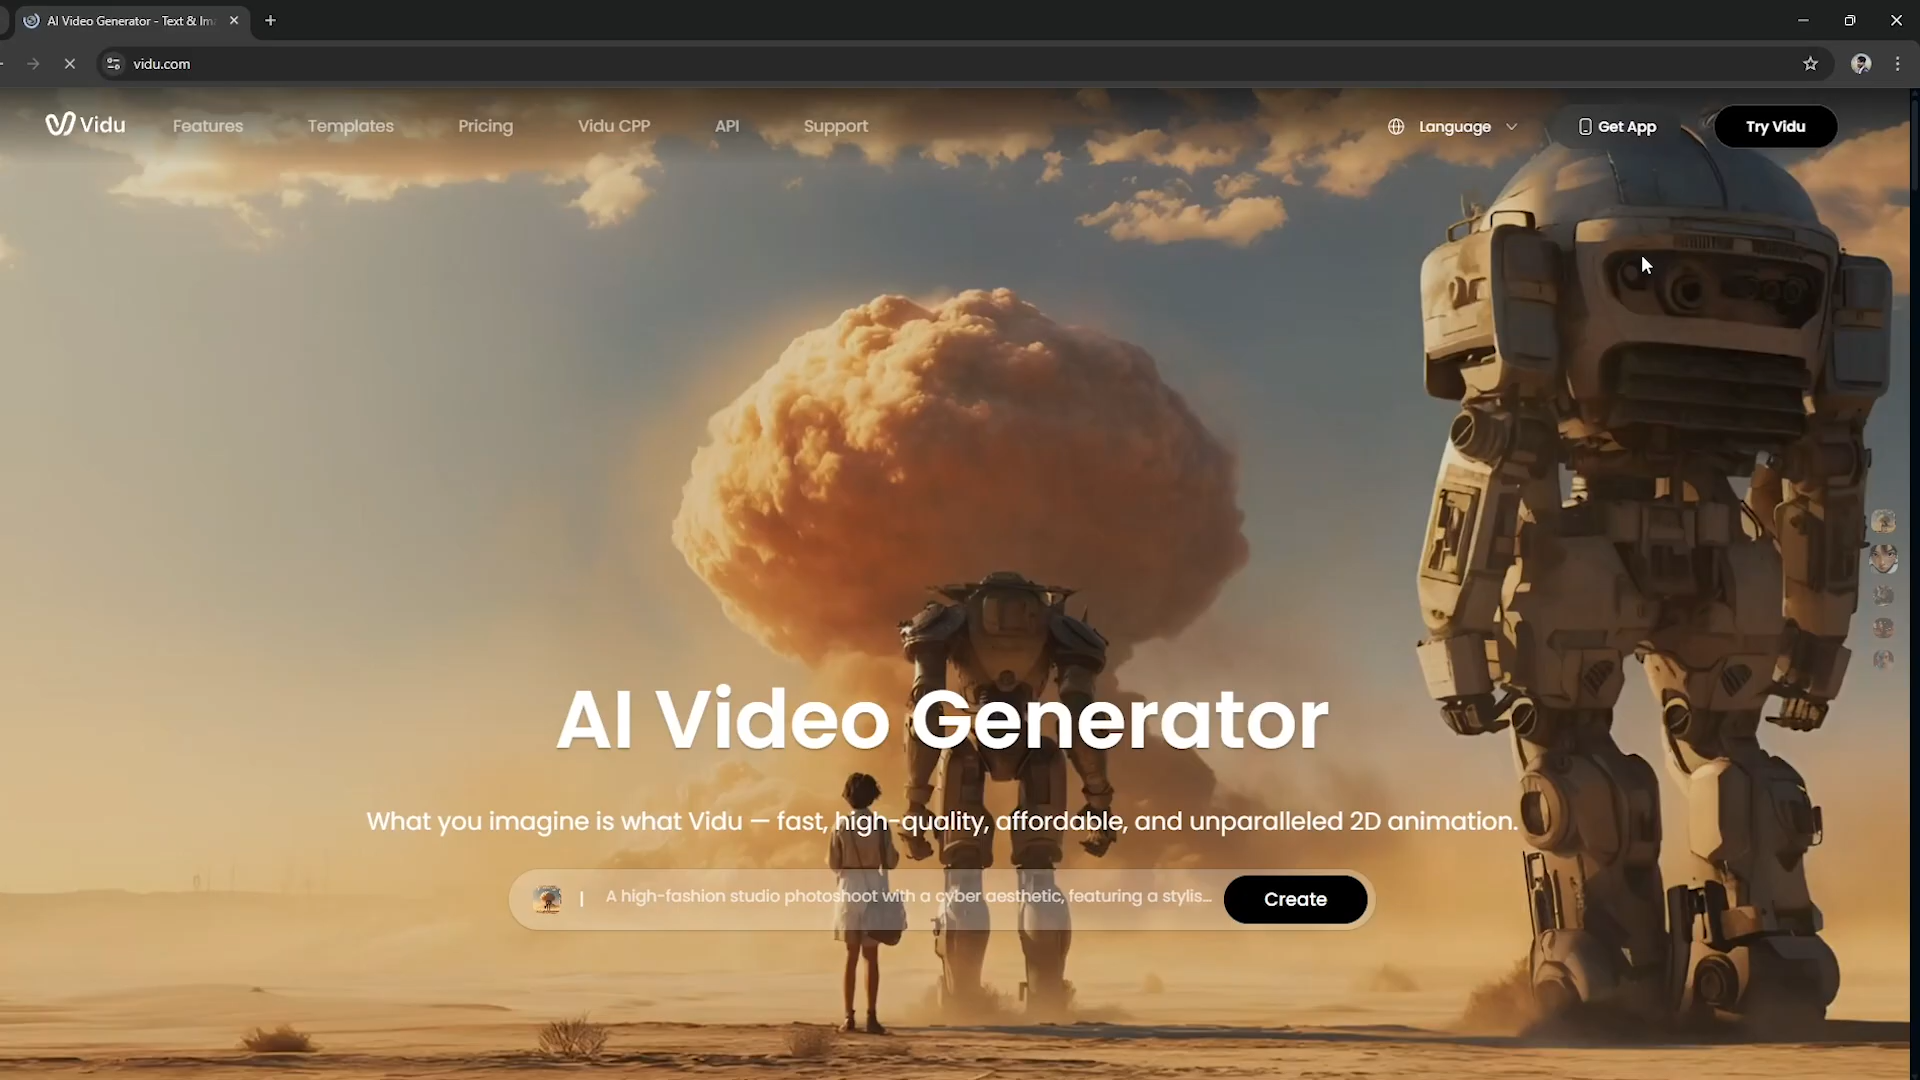 AI Video Generator - Text & Im
vidu.com
Vidu
Features
Templates
Pricing
Vidu CPP
API
Support
Language
Get App
Try Vidu
AI Video Generator
What you imagine is what Vidu — fast, high-quality, affordable, and unparalleled 2D animation.
| A high-fashion studio photoshoot with a cyber aesthetic, featuring a stylis...
Create